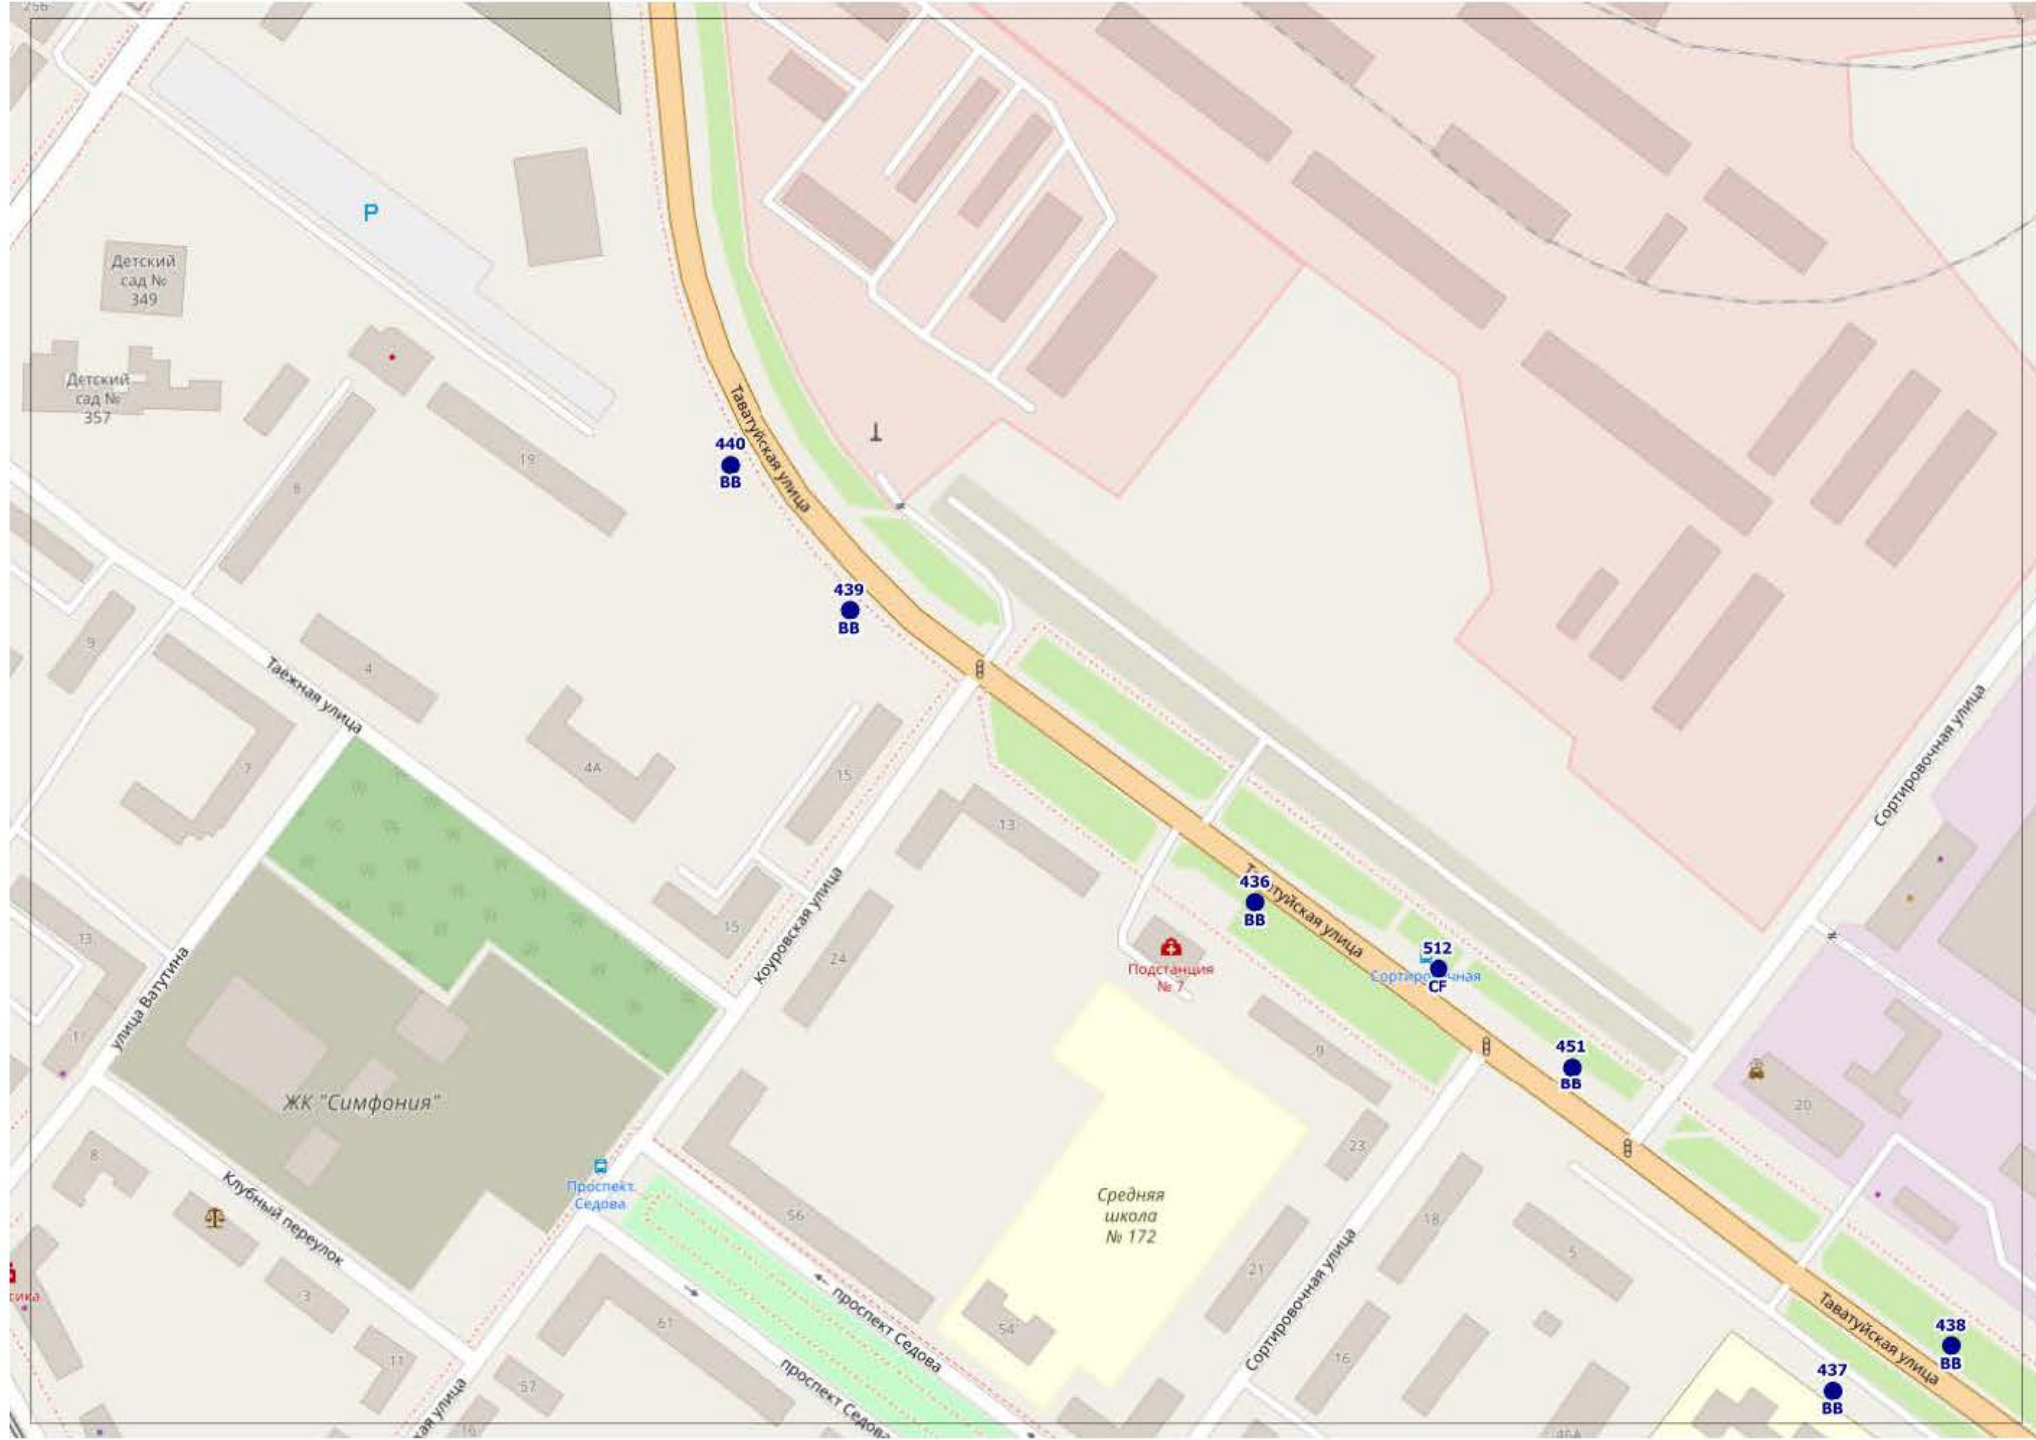 256
P
Детский
сад №
349
Детский
сад №
357
19
8
Таватуйская улица
440
BB
439
BB
9
4
Таёжная улица
7
4А
15
13
Сортировочная улица
Таватуйская улица
436
BB
512
CF
Сортировочная
451
BB
Подстанция
№ 7
15
24
Коуровская улица
13
улица Ватутина
9
20
ЖК "Симфония"
23
8
Клубный переулок
Проспект
Седова
56
Средняя
школа
№ 172
18
5
21
Сортировочная улица
3
61
проспект Седова
54
проспект Седова
16
11
57
Таватуйская улица
438
BB
437
BB
16
46А